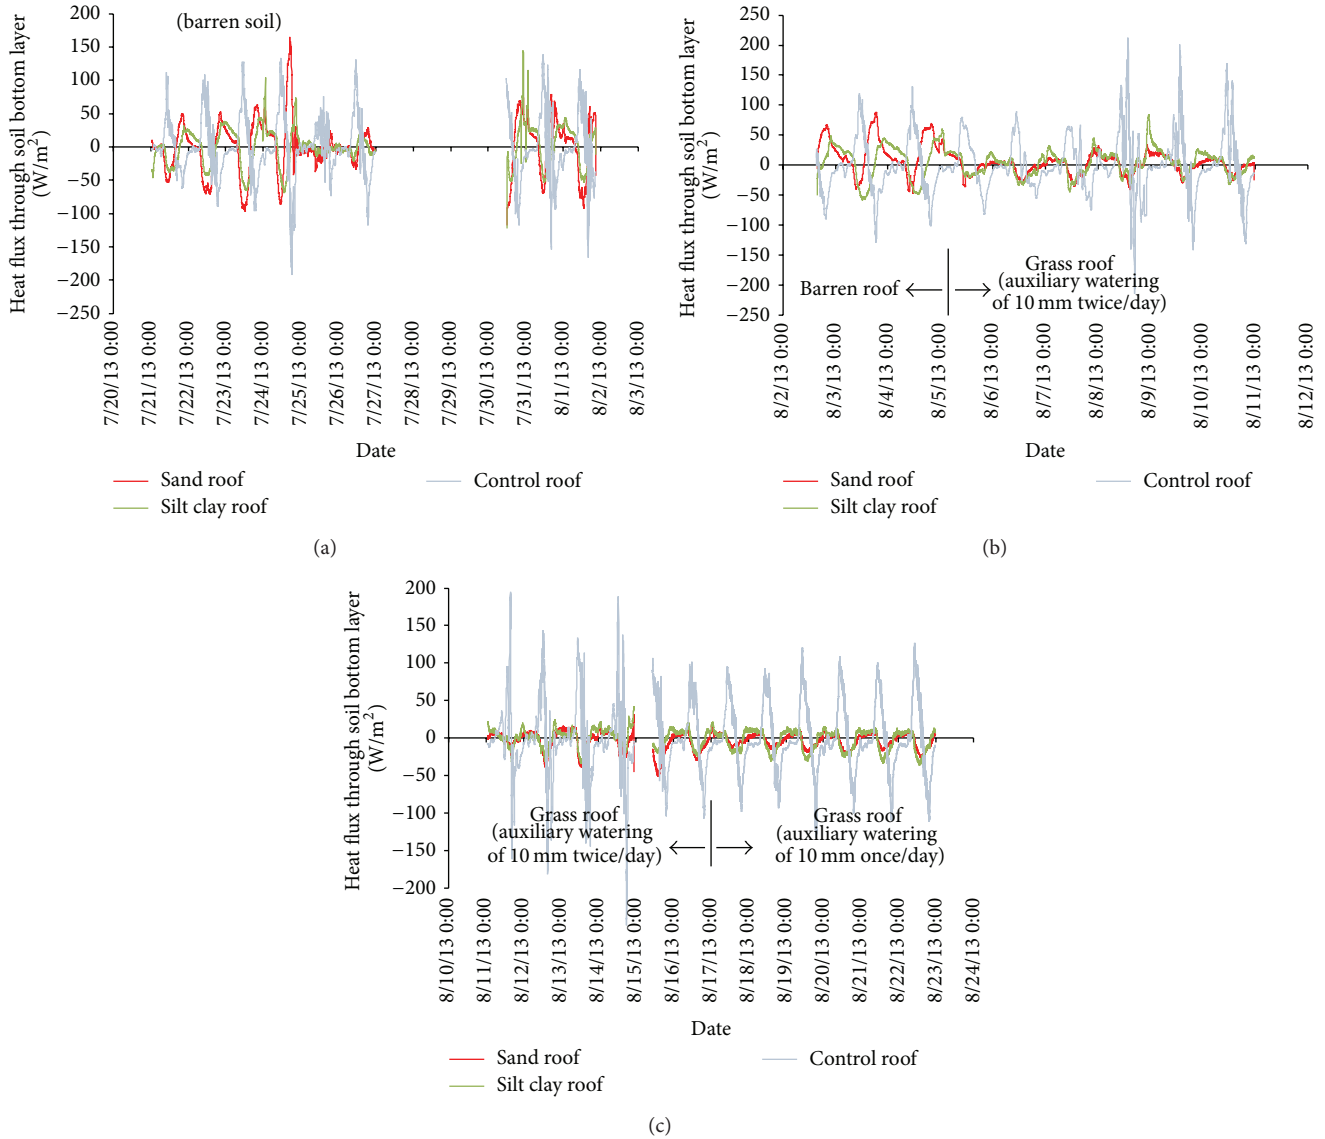 (barren soil)
Heat flux through soil bottom layer
(W/m²)
200
150
100
50
0
−50
−100
−150
−200
−250
7/20/13 0:00
7/21/13 0:00
7/22/13 0:00
7/23/13 0:00
7/24/13 0:00
7/25/13 0:00
7/26/13 0:00
7/27/13 0:00
7/28/13 0:00
7/29/13 0:00
7/30/13 0:00
7/31/13 0:00
8/1/13 0:00
8/2/13 0:00
8/3/13 0:00
Date
Sand roof
Silt clay roof
Control roof
(a)
Heat flux through soil bottom layer
(W/m²)
250
200
150
100
50
0
−50
−100
−150
−200
−250
Barren roof
Grass roof
(auxiliary watering
of 10 mm twice/day)
8/2/13 0:00
8/3/13 0:00
8/4/13 0:00
8/5/13 0:00
8/6/13 0:00
8/7/13 0:00
8/8/13 0:00
8/9/13 0:00
8/10/13 0:00
8/11/13 0:00
8/12/13 0:00
Date
Sand roof
Silt clay roof
Control roof
(b)
Heat flux through soil bottom layer
(W/m²)
200
150
100
50
0
−50
−100
−150
−200
Grass roof
(auxiliary watering
of 10 mm twice/day)
Grass roof
(auxiliary watering
of 10 mm once/day)
8/10/13 0:00
8/11/13 0:00
8/12/13 0:00
8/13/13 0:00
8/14/13 0:00
8/15/13 0:00
8/16/13 0:00
8/17/13 0:00
8/18/13 0:00
8/19/13 0:00
8/20/13 0:00
8/21/13 0:00
8/22/13 0:00
8/23/13 0:00
8/24/13 0:00
Date
Sand roof
Silt clay roof
Control roof
(c)